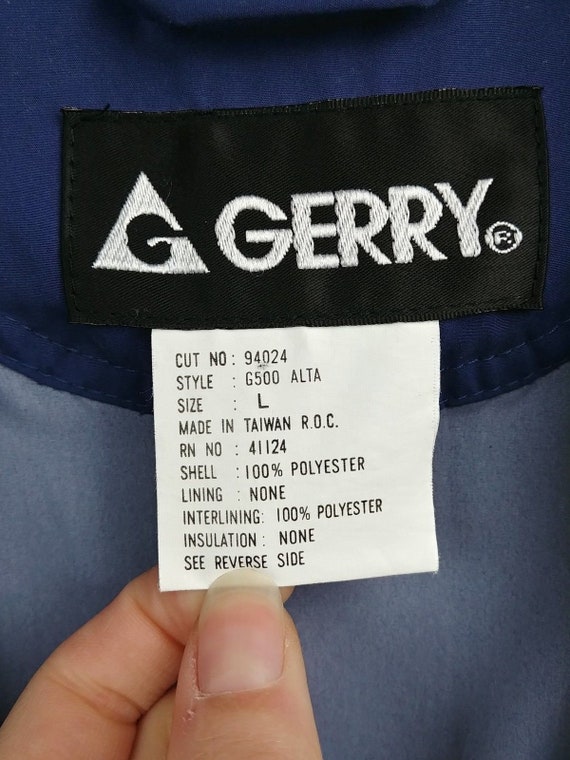 G GERRY®
CUT NO: 94024
STYLE : G500 ALTA
SIZE : L
MADE IN TAIWAN R.O.C.
RN NO : 41124
SHELL : 100% POLYESTER
LINING : NONE
INTERLINING: 100% POLYESTER
INSULATION: NONE
SEE REVERSE SIDE